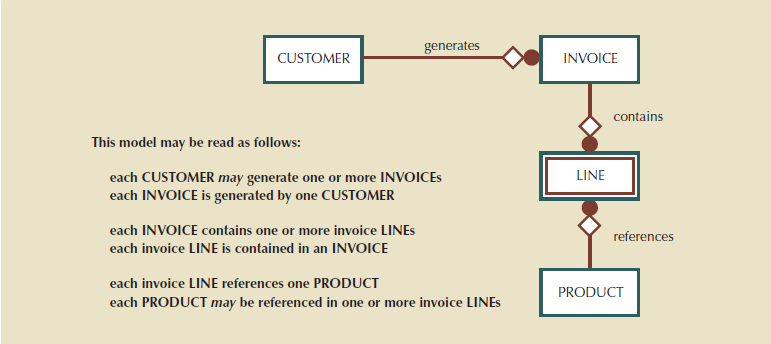 CUSTOMER
generates
INVOICE
contains
This model may be read as follows:
each CUSTOMER may generate one or more INVOICEs
each INVOICE is generated by one CUSTOMER
LINE
each INVOICE contains one or more invoice LINEs
each invoice LINE is contained in an INVOICE
references
each invoice LINE references one PRODUCT
each PRODUCT may be referenced in one or more invoice LINEs
PRODUCT